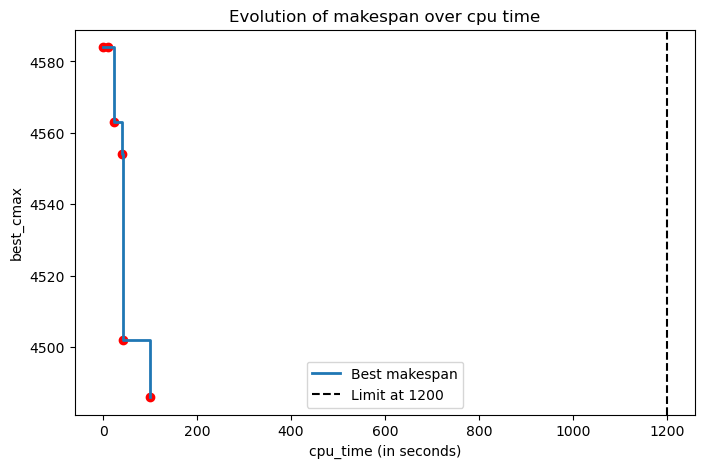 Evolution of makespan over cpu time
best_cmax
4580
4560
4540
4520
4500
Best makespan
Limit at 1200
0
200
400
600
800
1000
1200
cpu_time (in seconds)